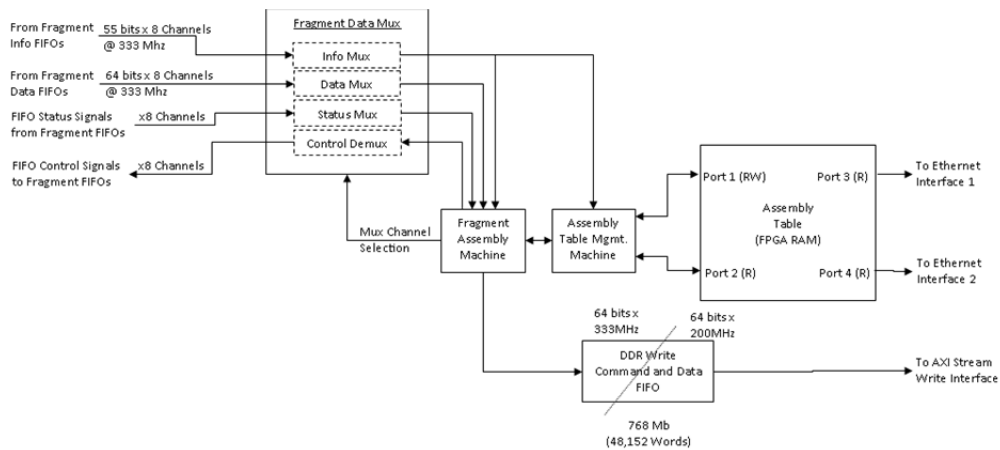 From Fragment
Info FIFOs
55 bits x 8 Channels
@ 333 Mhz
From Fragment
Data FIFOs
64 bits x 8 Channels
@ 333 Mhz
FIFO Status Signals
from Fragment FIFOs
x8 Channels
FIFO Control Signals
to Fragment FIFOs
x8 Channels
Fragment Data Mux
Info Mux
Data Mux
Status Mux
Control Demux
Mux Channel
Selection
Fragment
Assembly
Machine
Assembly
Table Mgmt.
Machine
Port 1 (RW)
Port 3 (R)
Assembly
Table
(FPGA RAM)
Port 2 (R)
Port 4 (R)
To Ethernet
Interface 1
To Ethernet
Interface 2
64 bits x
333MHz
64 bits x
200MHz
DDR Write
Command and Data
FIFO
768 Mb
(48,152 Words)
To AXI Stream
Write Interface